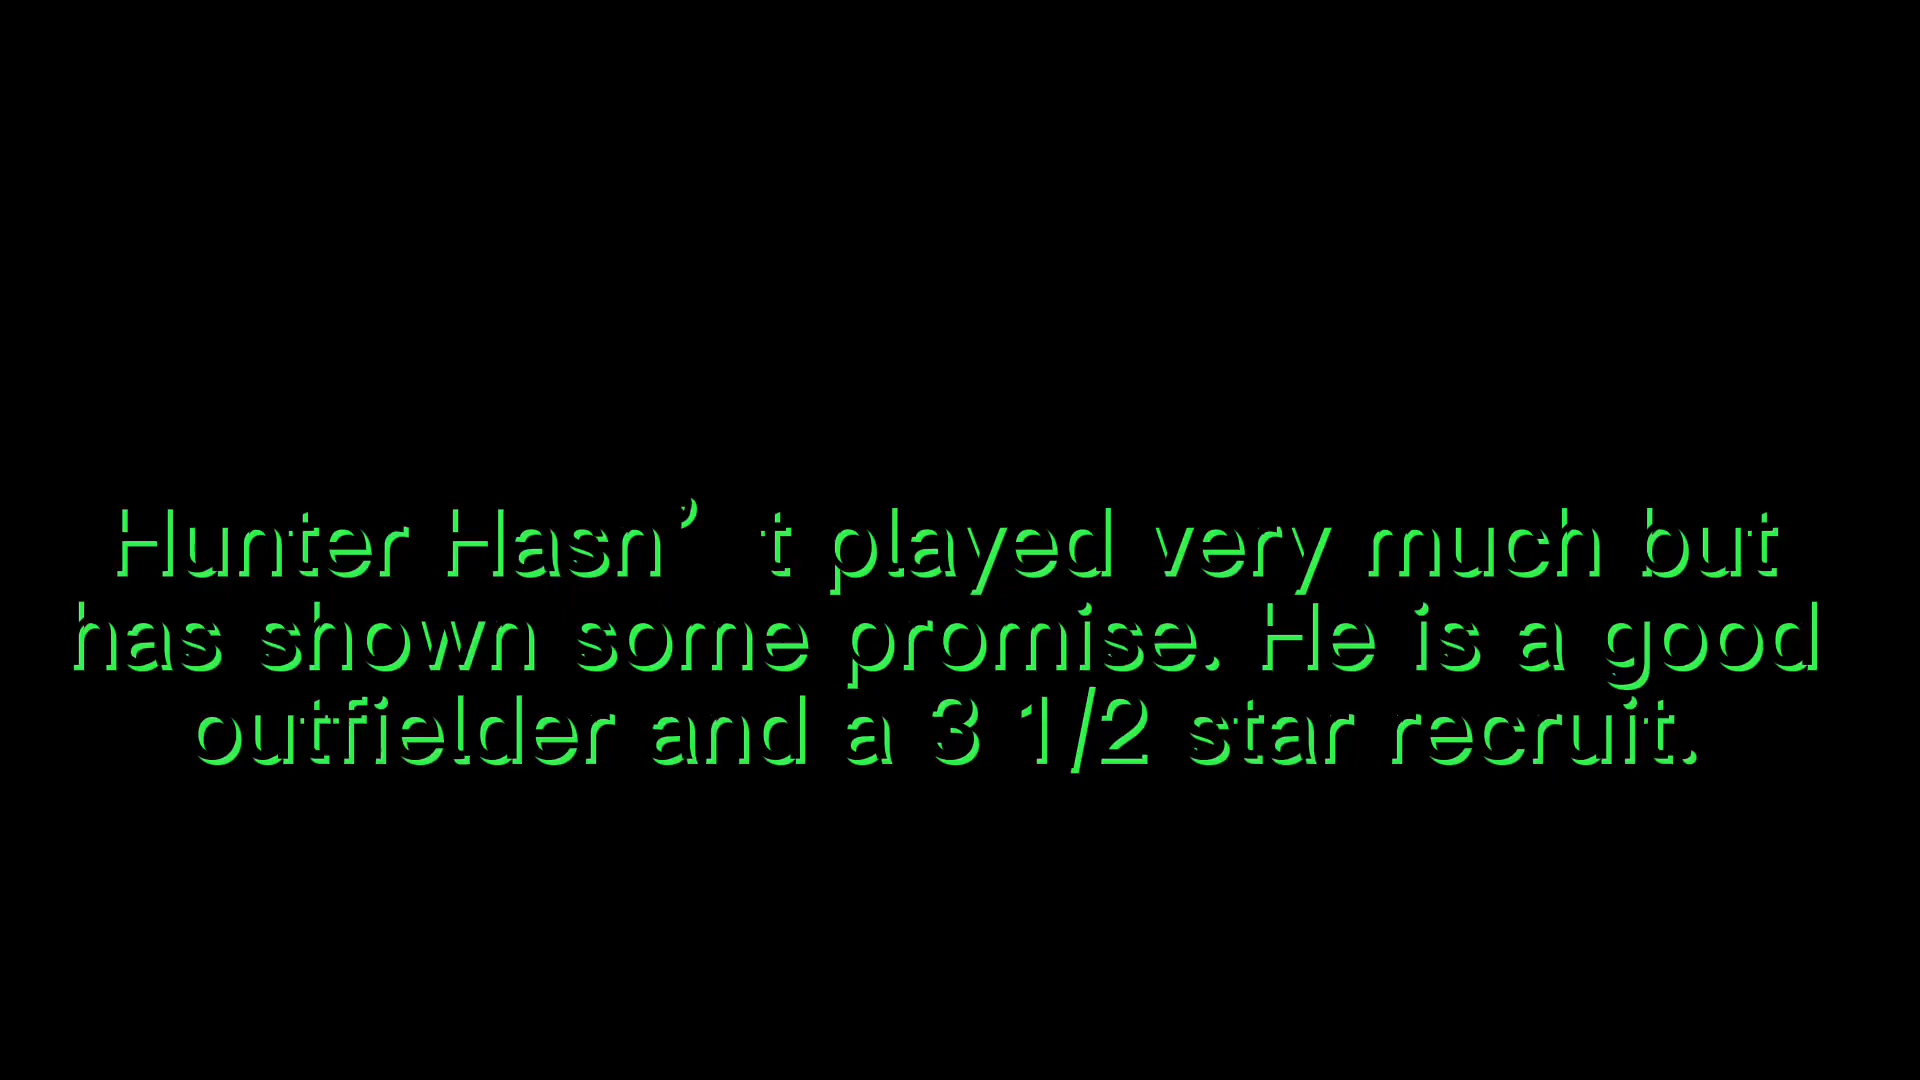 Hunter Hasn’t played very much but
has shown some promise. He is a good
outfielder and a 3 1/2 star recruit.